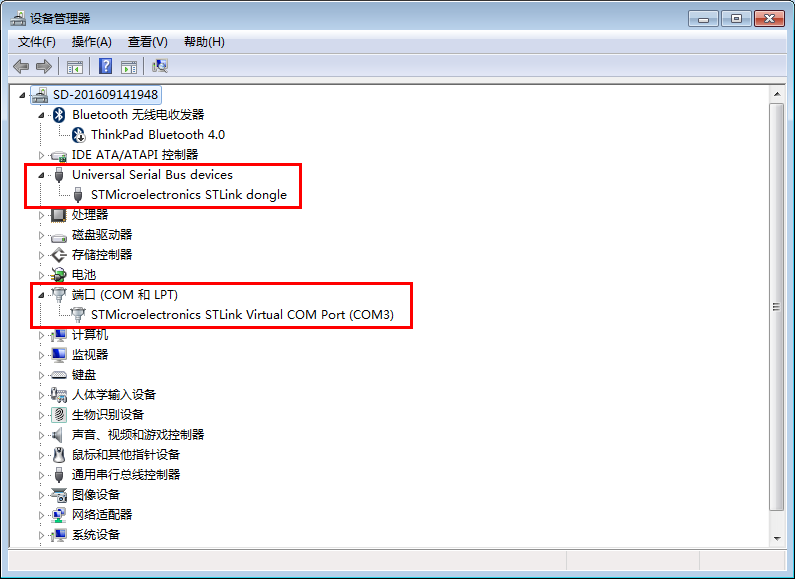 设备管理器
文件(F) 操作(A) 查看(V) 帮助(H)
SD-201609141948
Bluetooth 无线电收发器
ThinkPad Bluetooth 4.0
IDE ATA/ATAPI 控制器
Universal Serial Bus devices
STMicroelectronics STLink dongle
处理器
磁盘驱动器
存储控制器
电池
端口 (COM 和 LPT)
STMicroelectronics STLink Virtual COM Port (COM3)
计算机
监视器
键盘
人体学输入设备
生物识别设备
声音、视频和游戏控制器
鼠标和其他指针设备
通用串行总线控制器
图像设备
网络适配器
系统设备